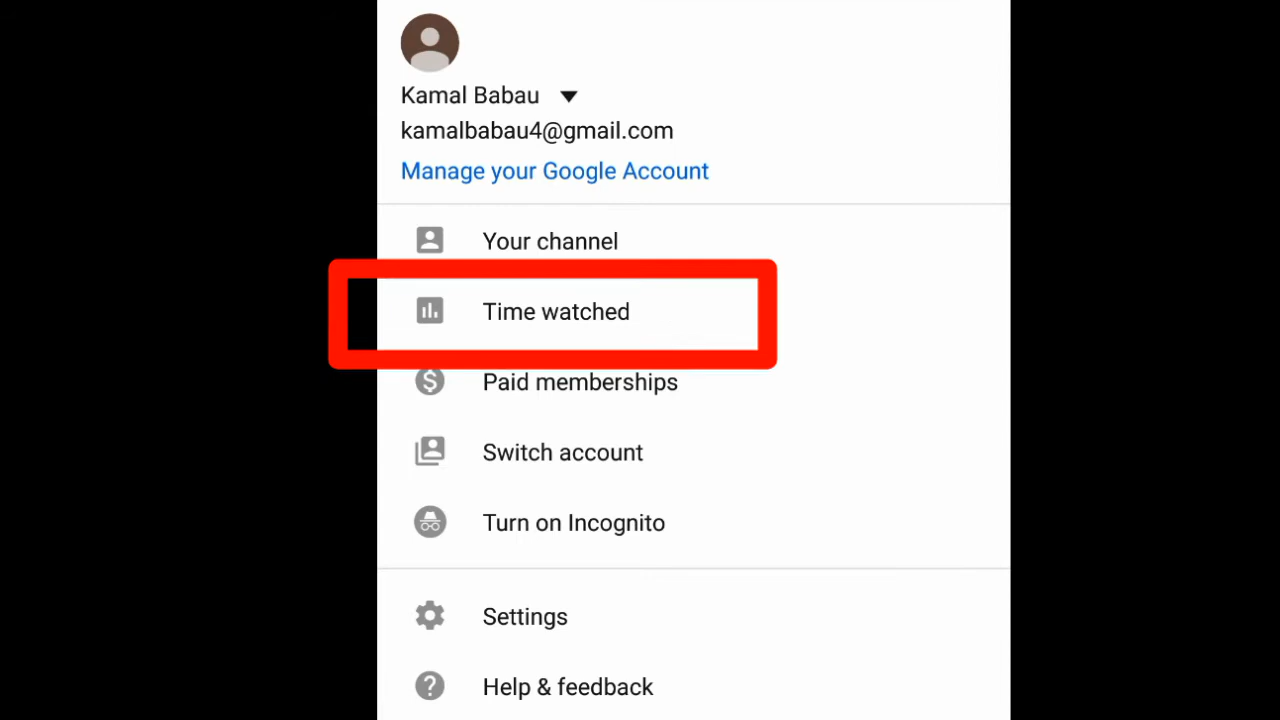 Kamal Babau
kamalbabau4@gmail.com
Manage your Google Account
Your channel
Time watched
Paid memberships
Switch account
Turn on Incognito
Settings
Help & feedback